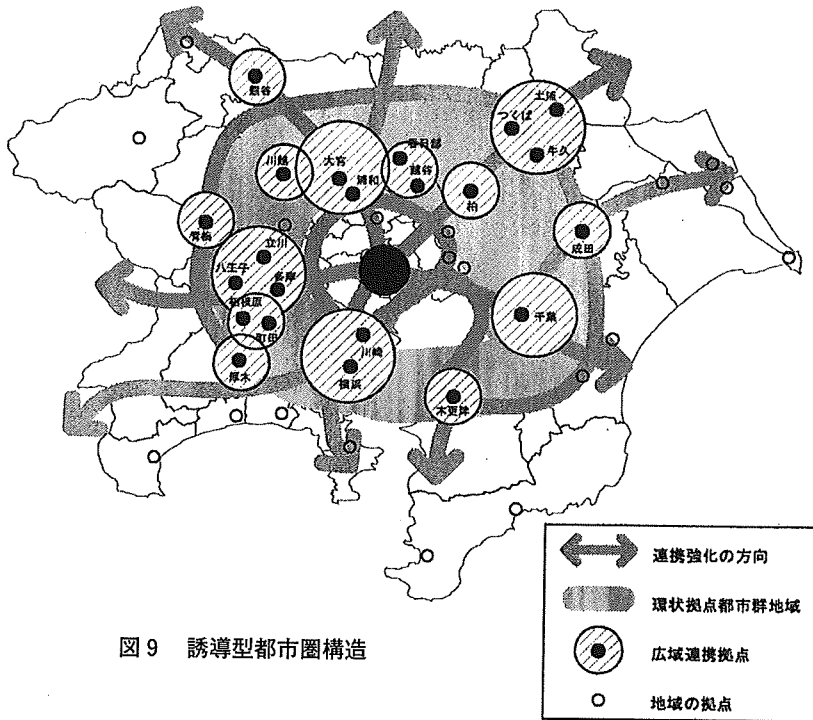 熊谷
土浦
つくば
牛久
春日部
大宮
川越
浦和
越谷
柏
青梅
成田
立川
八王子
多摩
相模原
町田
千葉
川崎
厚木
横浜
木更津
連携強化の方向
環状拠点都市群地域
広域連携拠点
地域の拠点
図9 誘導型都市圏構造